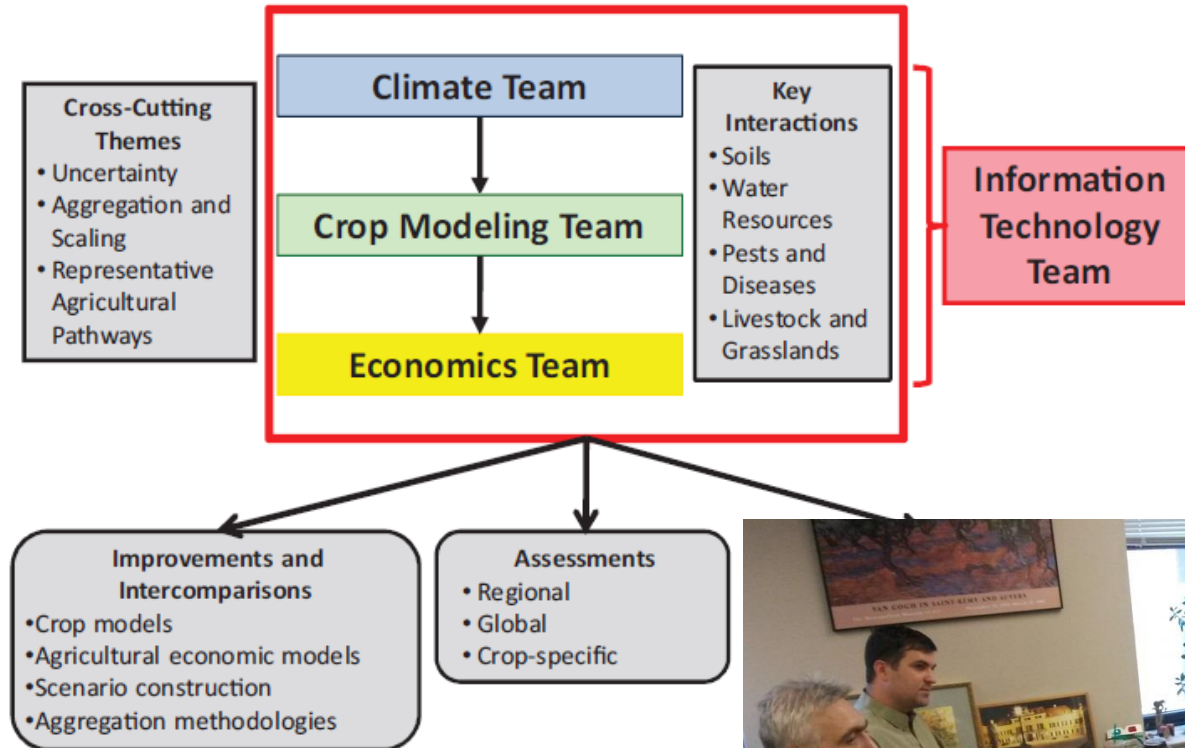 Climate Team
Cross-Cutting
Themes
• Uncertainty
• Aggregation and
Scaling
• Representative
Agricultural
Pathways
Crop Modeling Team
Economics Team
Key
Interactions
• Soils
• Water
Resources
• Pests and
Diseases
• Livestock and
Grasslands
Information
Technology
Team
Improvements and
Intercomparisons
•Crop models
•Agricultural economic models
•Scenario construction
•Aggregation methodologies
Assessments
• Regional
• Global
• Crop-specific
VAN GOGH IN SAINT-RÉMY AND AUVERS